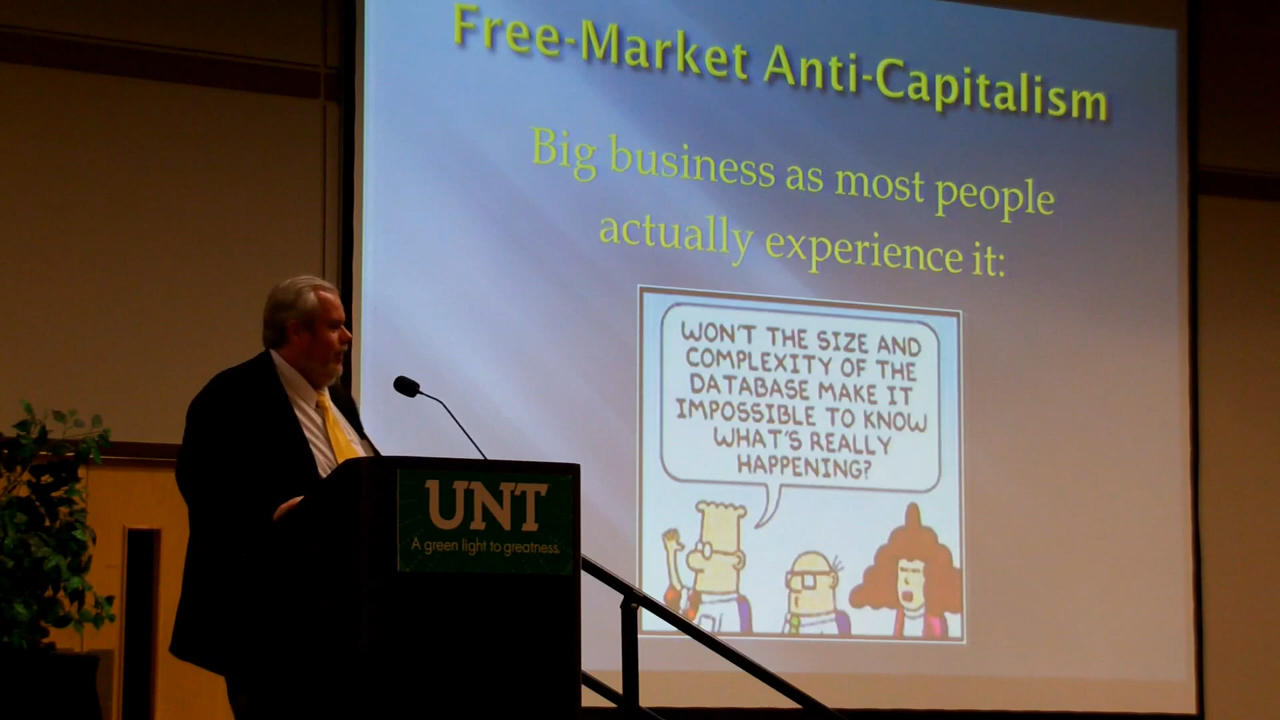 Free-Market Anti-Capitalism
Big business as most people
actually experience it:
WON'T THE SIZE AND
COMPLEXITY OF THE
DATABASE MAKE IT
IMPOSSIBLE TO KNOW
WHAT'S REALLY
HAPPENING?
UNT
A green light to greatness.